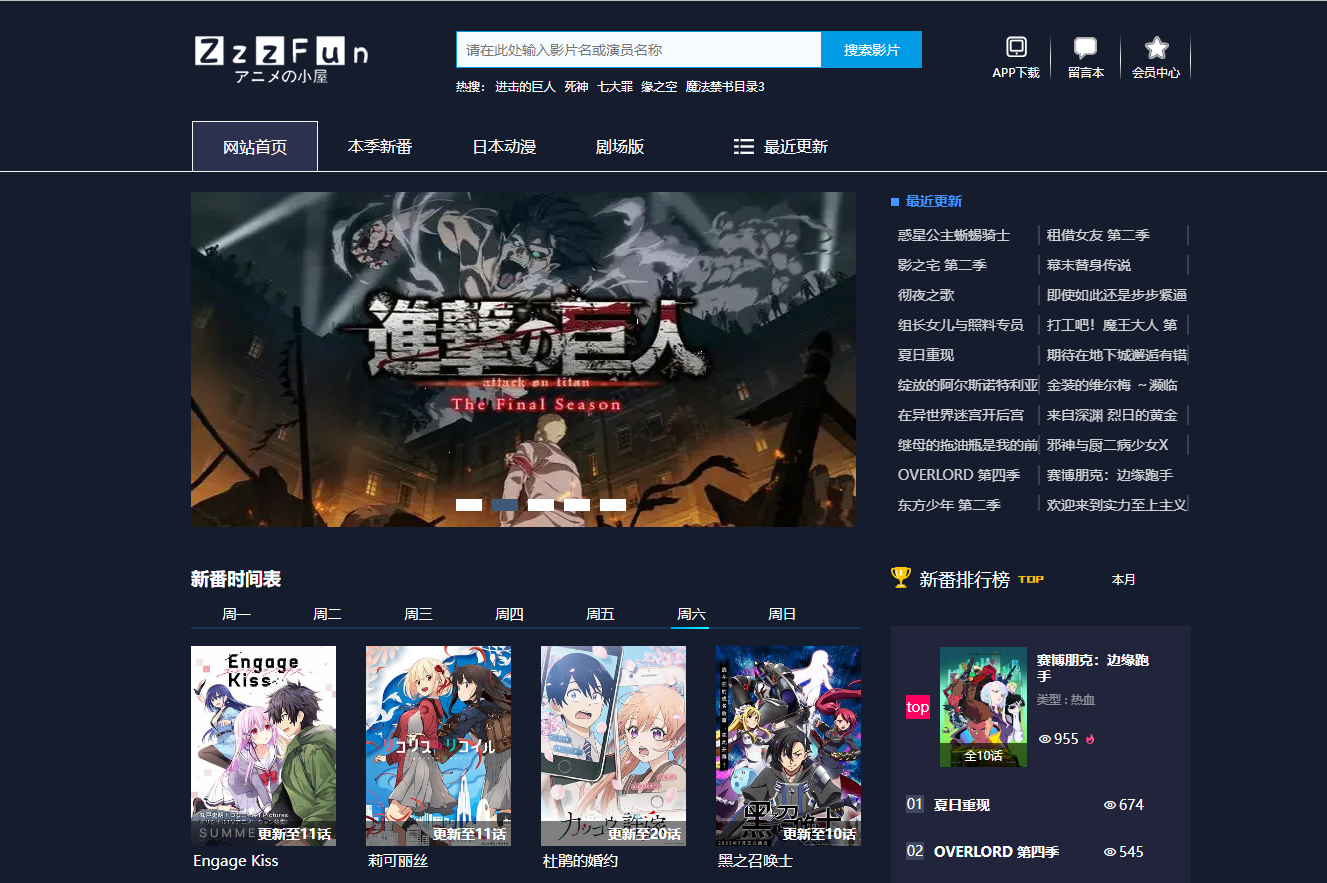 ZzzFun
アニメの小屋
请在此处输入影片名或演员名称
搜索影片
热搜： 进击的巨人 死神 七大罪 缘之空 魔法禁书目录3
APP下载 留言本 会员中心
网站首页 本季新番 日本动漫 剧场版 最近更新
進撃の巨人
attack on titan
The Final Season
最近更新
惑星公主蜥蜴骑士 租借女友 第二季
影之宅 第二季 幕末替身传说
彻夜之歌 即使如此还是步步紧逼
组长女儿与照料专员 打工吧！魔王大人 第
夏日重现 期待在地下城邂逅有错
绽放的阿尔斯诺特利亚 金装的维尔梅 ～濒临
在异世界迷宫开后宫 来自深渊 烈日的黄金
继母的拖油瓶是我的前 邪神与厨二病少女X
OVERLORD 第四季 赛博朋克：边缘跑手
东方少年 第二季 欢迎来到实力至上主义
新番时间表
周一 周二 周三 周四 周五 周六 周日
Engage
Kiss
SUMMER
更新至11话
Engage Kiss
リコリス リコイル
更新至11话
莉可丽丝
カッコウ許嫁
更新至20话
杜鹃的婚约
黑召唤士
更新至10话
黑之召唤士
新番排行榜 TOP 本月
top
全10话
赛博朋克：边缘跑
手
类型 : 热血
955
01 夏日重现 674
02 OVERLORD 第四季 545